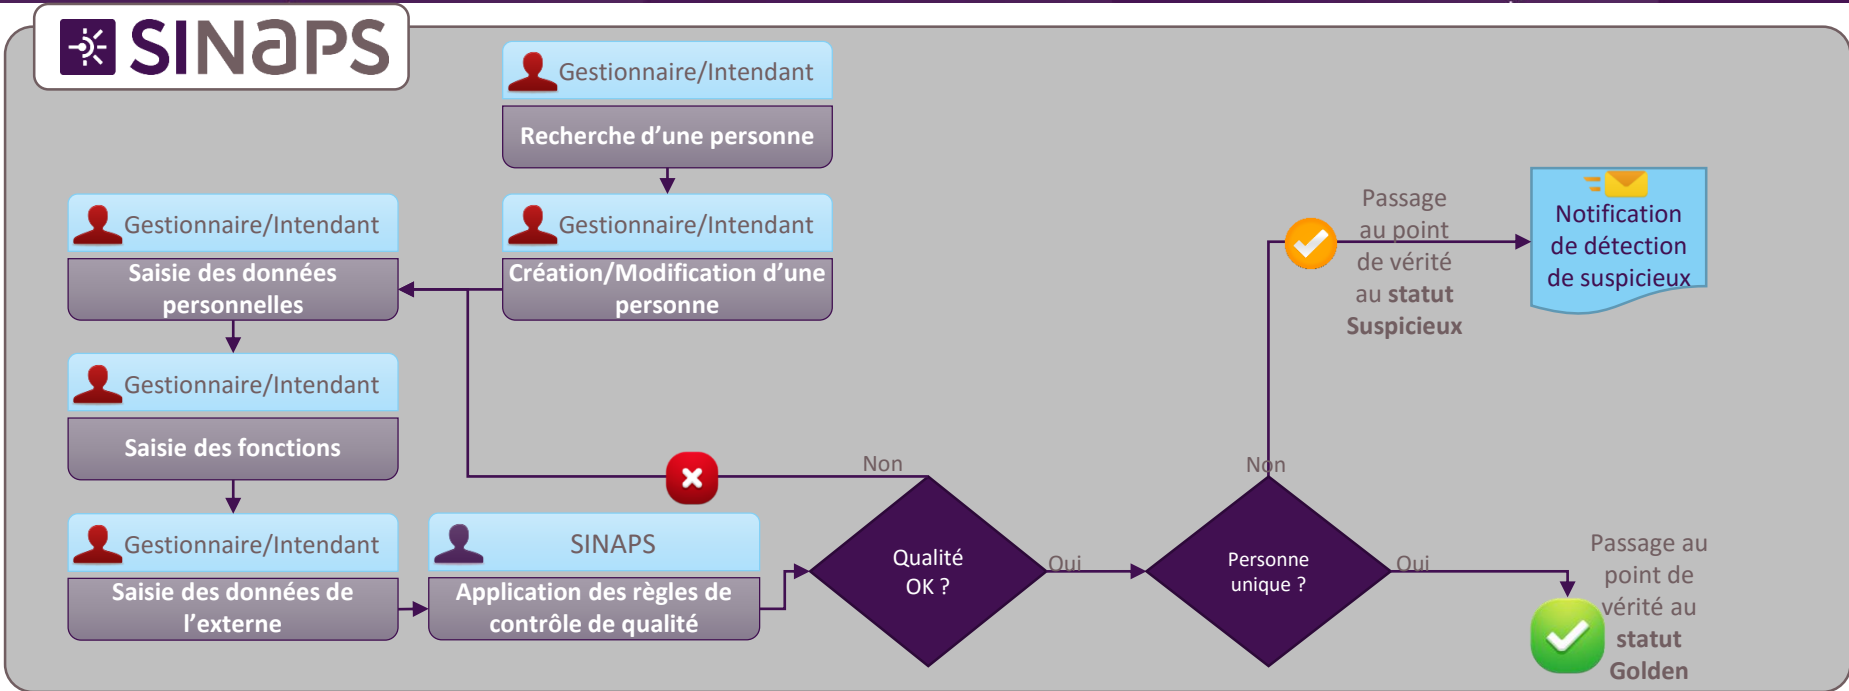 SINaPS
Gestionnaire/Intendant
Recherche d’une personne
Gestionnaire/Intendant
Création/Modification d’une
personne
Gestionnaire/Intendant
Saisie des données
personnelles
Gestionnaire/Intendant
Saisie des fonctions
Gestionnaire/Intendant
Saisie des données de
l’externe
SINAPS
Application des règles de
contrôle de qualité
Non
Qualité
OK ?
Oui
Non
Personne
unique ?
Oui
Passage
au point
de vérité
au statut
Suspicieux
Notification
de détection
de suspicieux
Passage au
point de
vérité au
statut
Golden